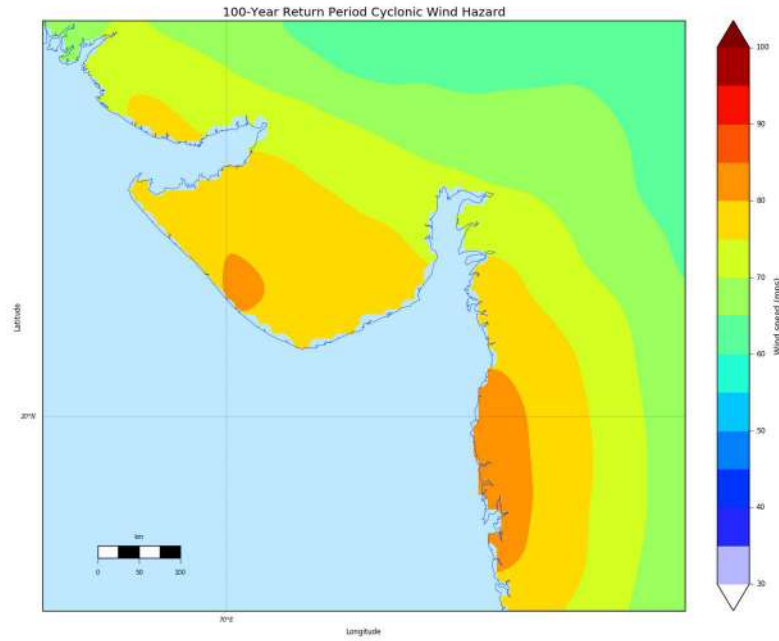 100-Year Return Period Cyclonic Wind Hazard
100
90
80
70
60
50
40
30
Wind speed (mps)
Latitude
20°N
km
0 50 100
70°E
Longitude